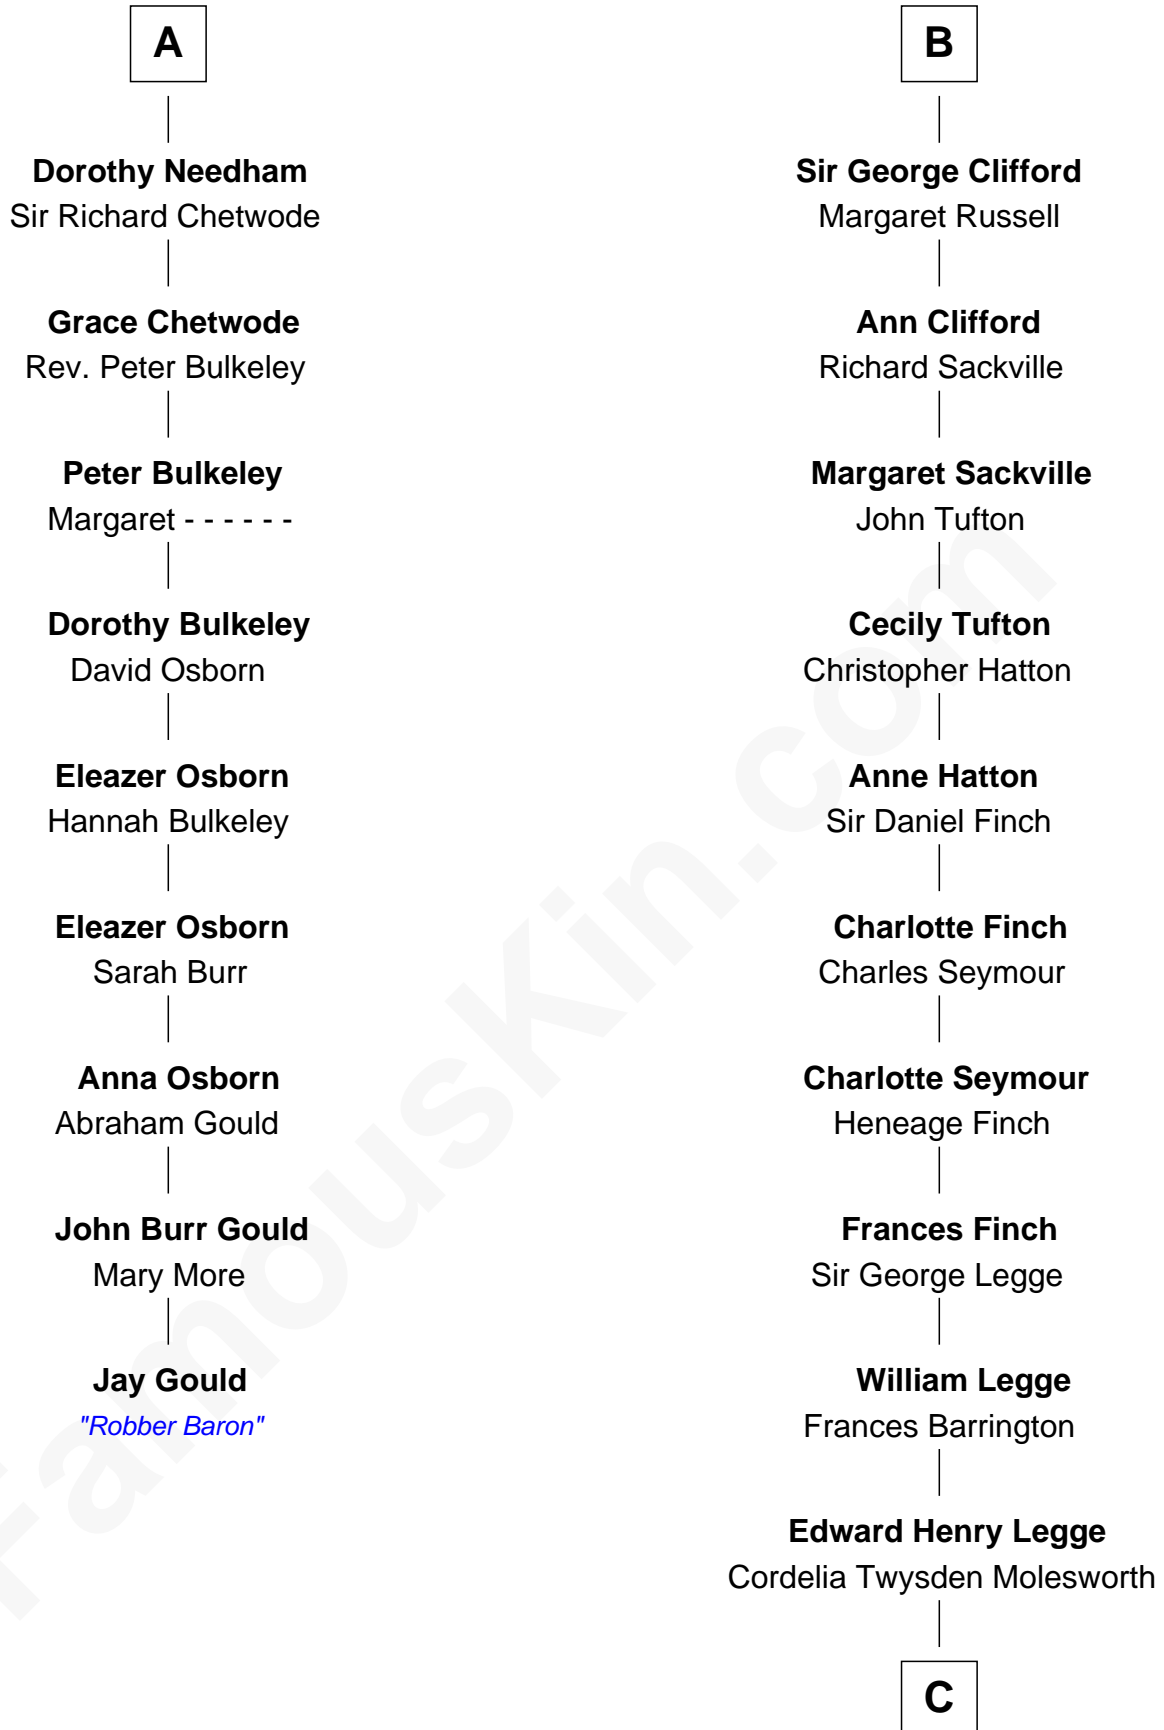 A
Dorothy Needham
Sir Richard Chetwode
Grace Chetwode
Rev. Peter Bulkeley
Peter Bulkeley
Margaret - - - - - -
Dorothy Bulkeley
David Osborn
Eleazer Osborn
Hannah Bulkeley
Eleazer Osborn
Sarah Burr
Anna Osborn
Abraham Gould
John Burr Gould
Mary More
Jay Gould
"Robber Baron"
B
Sir George Clifford
Margaret Russell
Ann Clifford
Richard Sackville
Margaret Sackville
John Tufton
Cecily Tufton
Christopher Hatton
Anne Hatton
Sir Daniel Finch
Charlotte Finch
Charles Seymour
Charlotte Seymour
Heneage Finch
Frances Finch
Sir George Legge
William Legge
Frances Barrington
Edward Henry Legge
Cordelia Twysden Molesworth
C
FamousKin.com